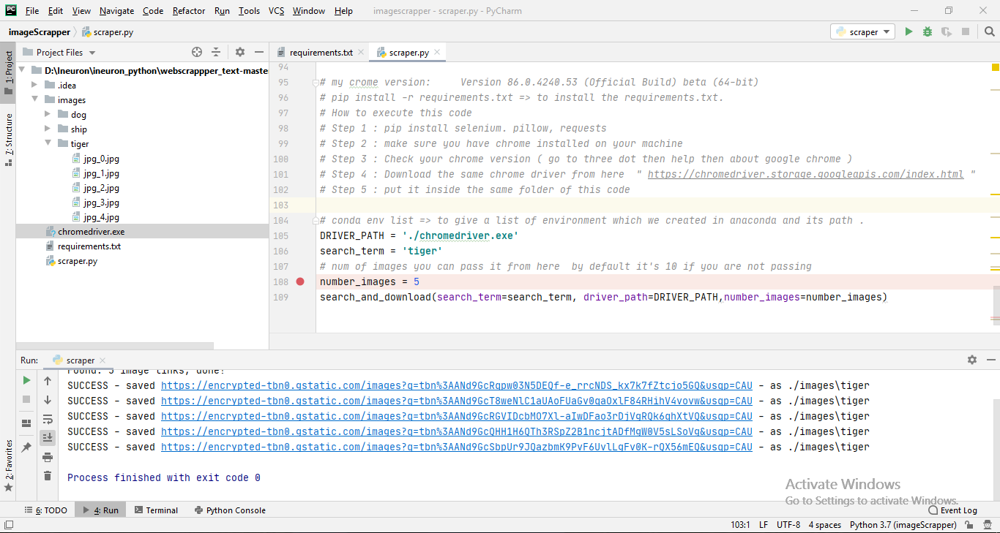 PC File Edit View Navigate Code Refactor Run Tools VCS Window Help imagescrapper - scraper.py - PyCharm
imageScrapper scraper.py scraper
1: Project
7: Structure
2: Favorites
Project Files
requirements.txt scraper.py
D:\Ineuron\ineuron_python\webscrappper_text-maste
.idea
images
dog
ship
tiger
jpg_0.jpg
jpg_1.jpg
jpg_2.jpg
jpg_3.jpg
jpg_4.jpg
chromedriver.exe
requirements.txt
scraper.py
94
95 # my crome version: Version 86.0.4240.53 (Official Build) beta (64-bit)
96 # pip install -r requirements.txt => to install the requirements.txt.
97 # How to execute this code
98 # Step 1 : pip install selenium. pillow, requests
99 # Step 2 : make sure you have chrome installed on your machine
100 # Step 3 : Check your chrome version ( go to three dot then help then about google chrome )
101 # Step 4 : Download the same chrome driver from here " https://chromedriver.storage.googleapis.com/index.html "
102 # Step 5 : put it inside the same folder of this code
103
104 # conda env list => to give a list of environment which we created in anaconda and its path .
105 DRIVER_PATH = './chromedriver.exe'
106 search_term = 'tiger'
107 # num of images you can pass it from here by default it's 10 if you are not passing
108 number_images = 5
109 search_and_download(search_term=search_term, driver_path=DRIVER_PATH,number_images=number_images)
Run: scraper
Found: 5 image links, done!
SUCCESS - saved https://encrypted-tbn0.gstatic.com/images?q=tbn%3AANd9GcRqpw03N5DEQf-e_rrcNDS_kx7k7fZtcjo5GQ&usqp=CAU - as ./images\tiger
SUCCESS - saved https://encrypted-tbn0.gstatic.com/images?q=tbn%3AANd9GcT8weNlC1aUAoFUaGv0qaOxlF84RHihV4vovw&usqp=CAU - as ./images\tiger
SUCCESS - saved https://encrypted-tbn0.gstatic.com/images?q=tbn%3AANd9GcRGVIDcbMO7Xl-aIwDFao3rDjVgRQk6qhXtVQ&usqp=CAU - as ./images\tiger
SUCCESS - saved https://encrypted-tbn0.gstatic.com/images?q=tbn%3AANd9GcQHH1H6QTh3RSpZ2B1ncjtADfMgW0V5sLSoVg&usqp=CAU - as ./images\tiger
SUCCESS - saved https://encrypted-tbn0.gstatic.com/images?q=tbn%3AANd9GcSbpUr9JQazbmK9PvF6UvlLgFv0K-rQX56mEQ&usqp=CAU - as ./images\tiger
Process finished with exit code 0
Activate Windows
Go to Settings to activate Windows.
6: TODO 4: Run Terminal Python Console Event Log
103:1 LF UTF-8 4 spaces Python 3.7 (imageScrapper)